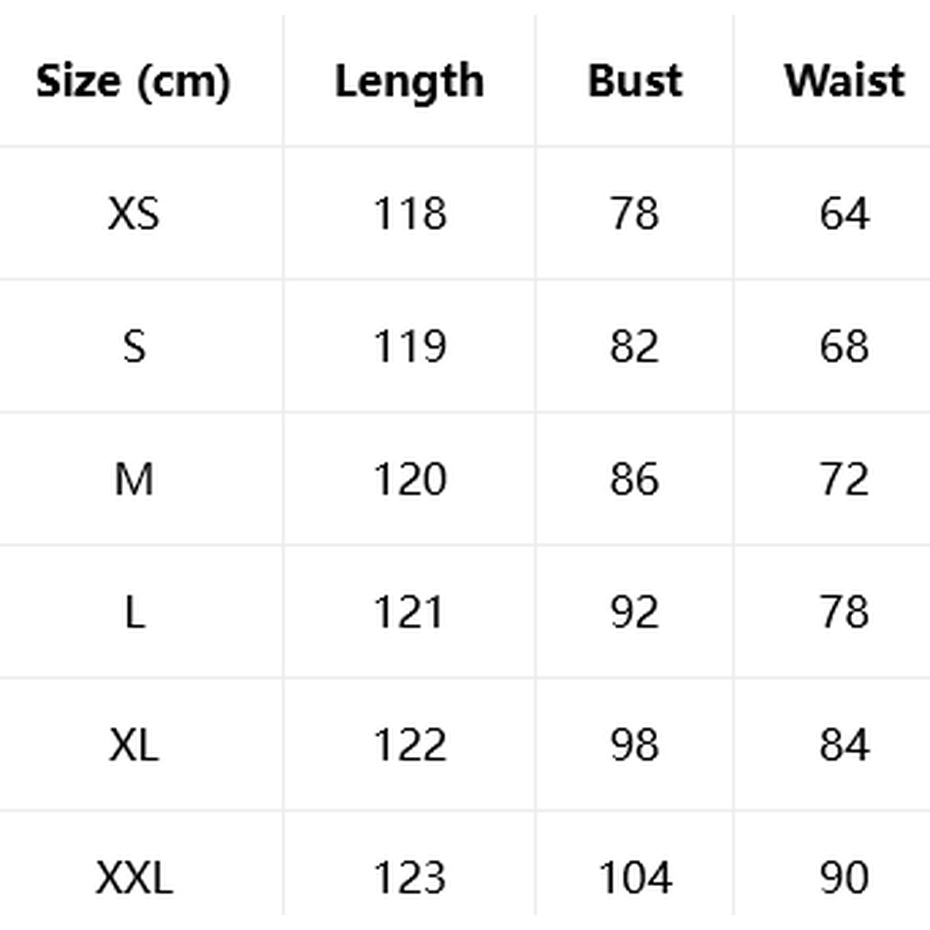 Size (cm) Length Bust Waist
XS 118 78 64
S 119 82 68
M 120 86 72
L 121 92 78
XL 122 98 84
XXL 123 104 90